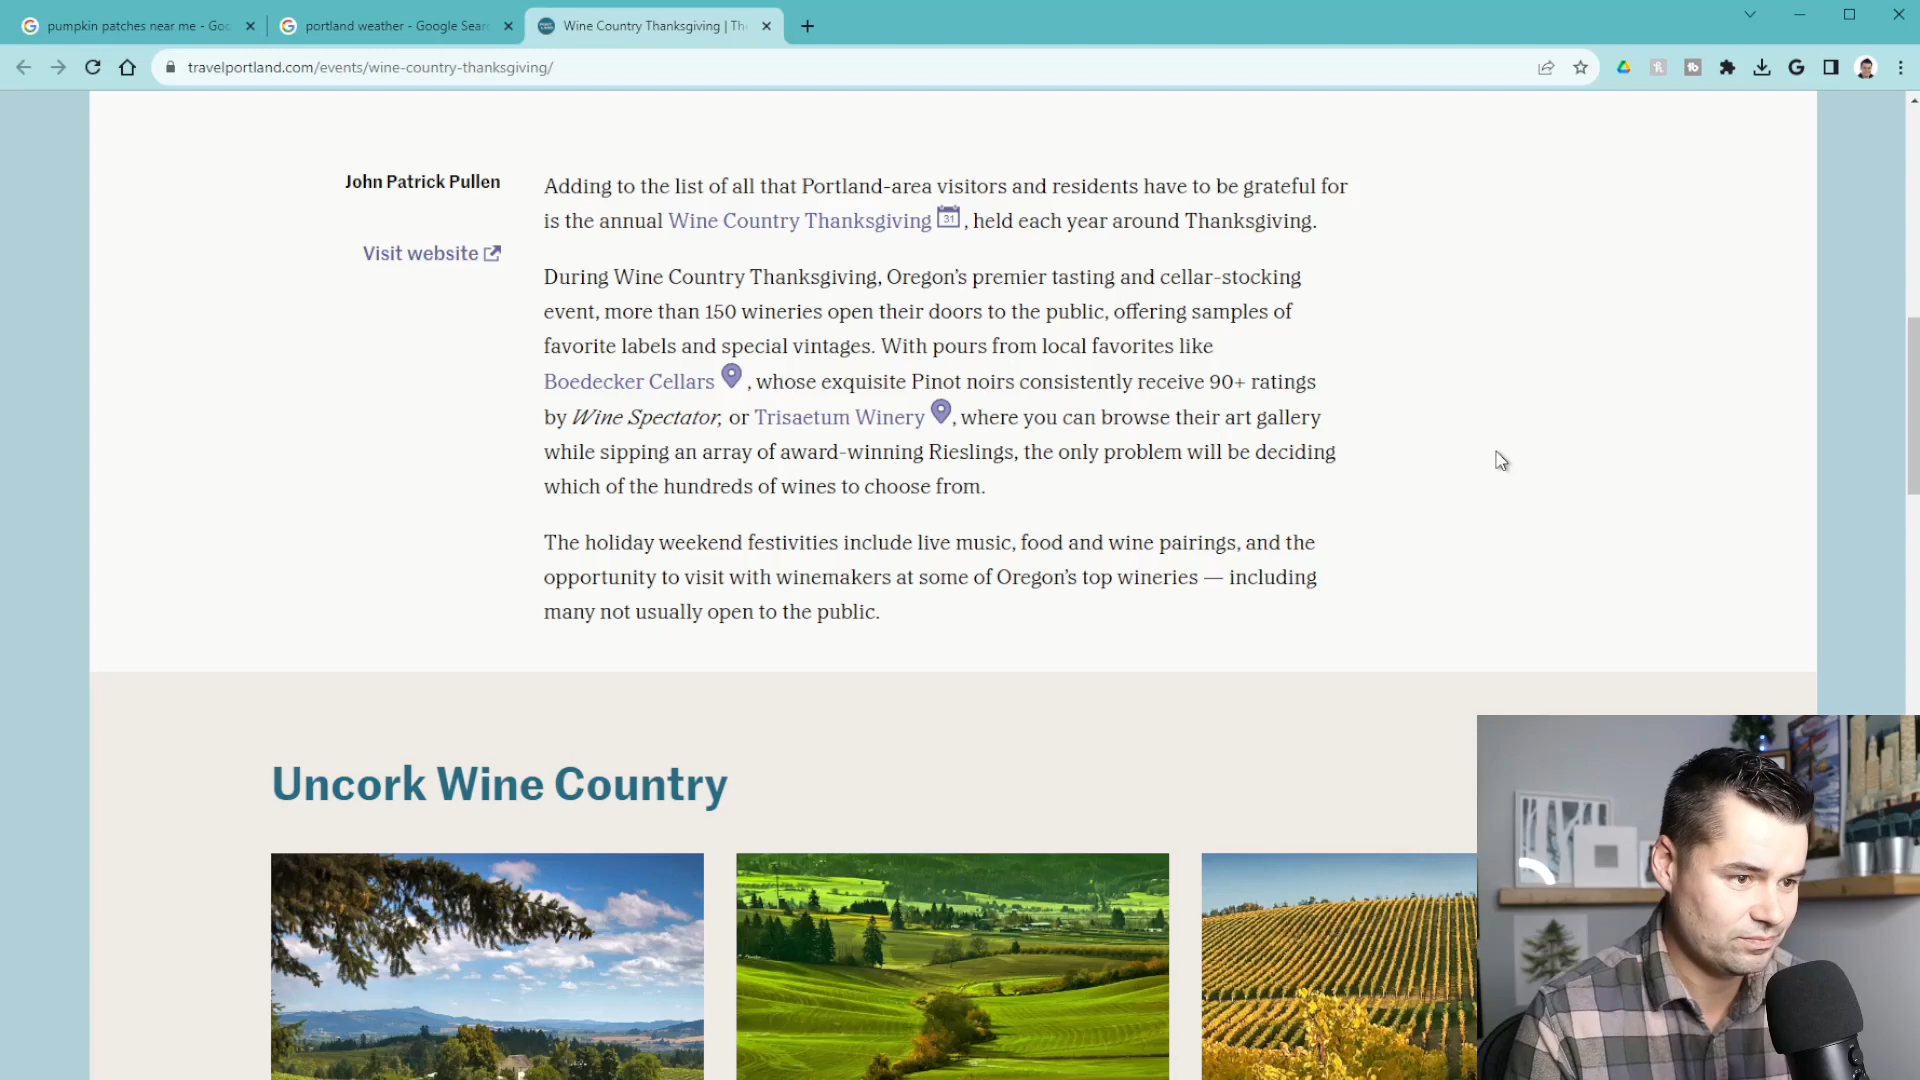 pumpkin patches near me - Goo
portland weather - Google Searc
Wine Country Thanksgiving | The
travelportland.com/events/wine-country-thanksgiving/
John Patrick Pullen
Visit website
Adding to the list of all that Portland-area visitors and residents have to be grateful for
is the annual Wine Country Thanksgiving 31, held each year around Thanksgiving.
During Wine Country Thanksgiving, Oregon’s premier tasting and cellar-stocking
event, more than 150 wineries open their doors to the public, offering samples of
favorite labels and special vintages. With pours from local favorites like
Boedecker Cellars, whose exquisite Pinot noirs consistently receive 90+ ratings
by Wine Spectator, or Trisaetum Winery, where you can browse their art gallery
while sipping an array of award-winning Rieslings, the only problem will be deciding
which of the hundreds of wines to choose from.
The holiday weekend festivities include live music, food and wine pairings, and the
opportunity to visit with winemakers at some of Oregon’s top wineries — including
many not usually open to the public.
Uncork Wine Country